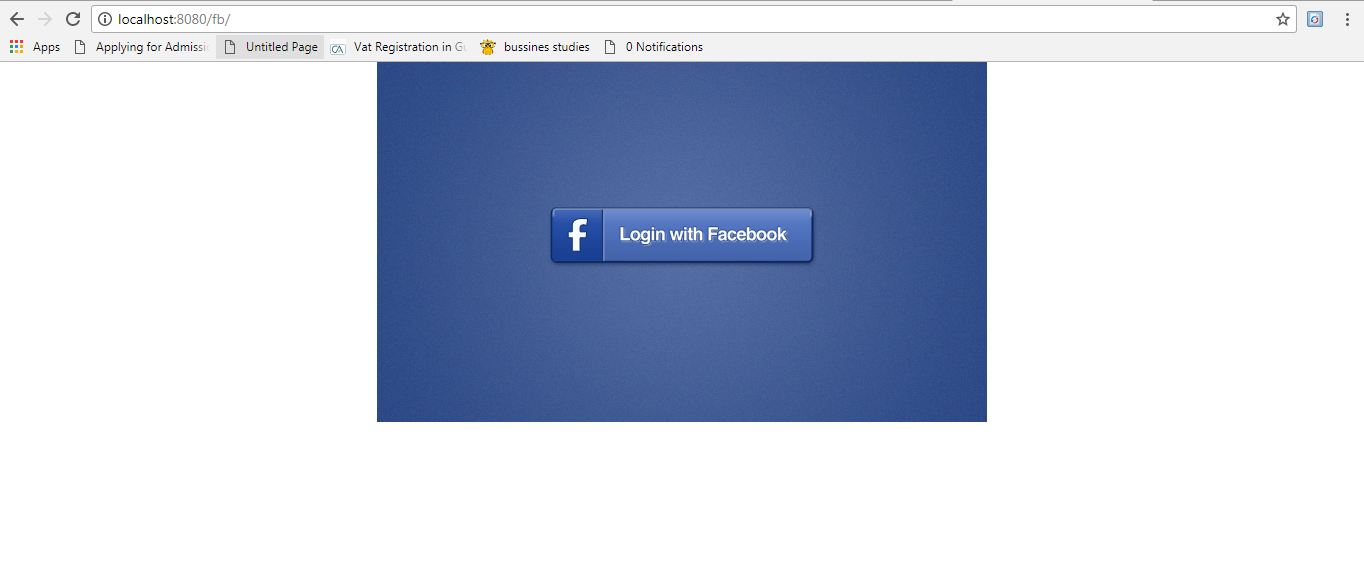 localhost:8080/fb/
Apps Applying for Admissi Untitled Page Vat Registration in Gu bussines studies 0 Notifications
f Login with Facebook